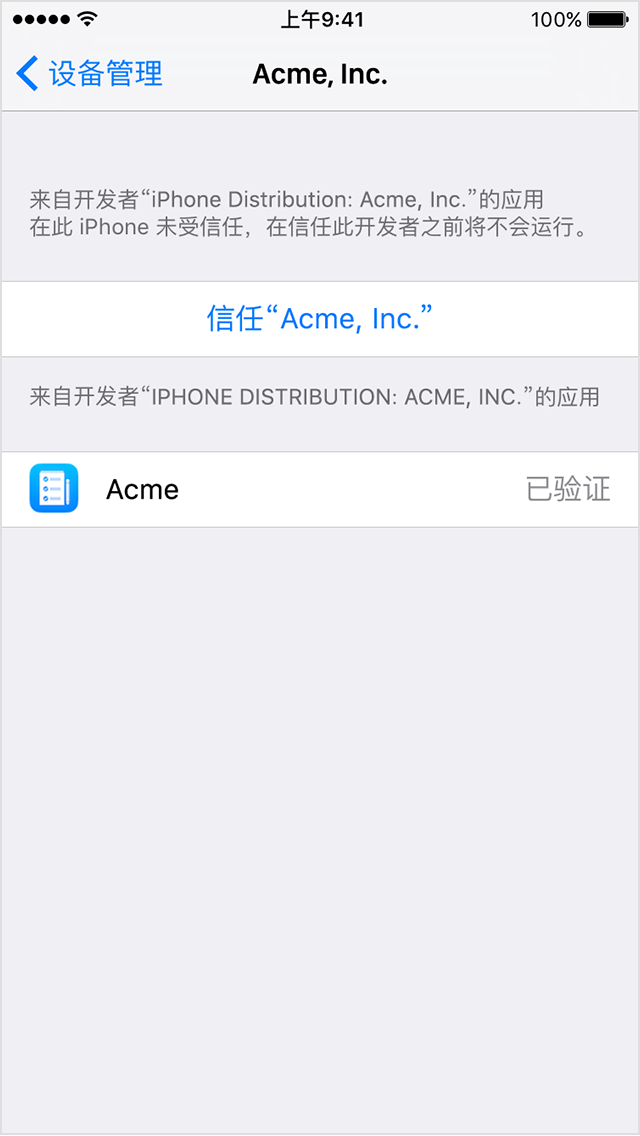 上午9:41
100%
设备管理
Acme, Inc.
来自开发者“iPhone Distribution: Acme, Inc.”的应用
在此 iPhone 未受信任，在信任此开发者之前将不会运行。
信任“Acme, Inc.”
来自开发者“IPHONE DISTRIBUTION: ACME, INC.”的应用
Acme
已验证